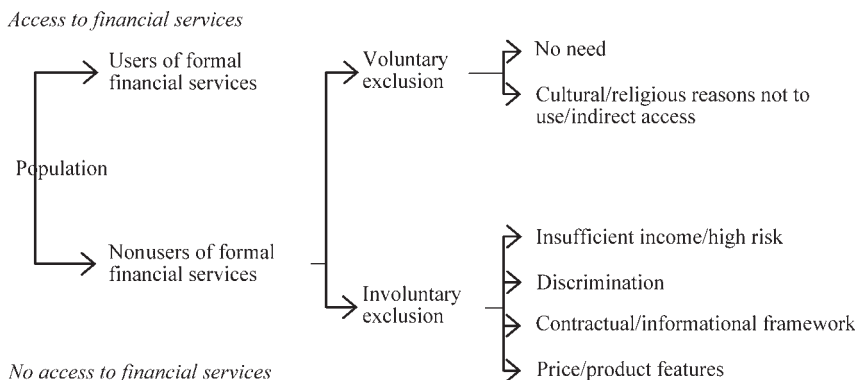 Access to financial services
Users of formal
financial services
Voluntary
exclusion
No need
Cultural/religious reasons not to
use/indirect access
Population
Nonusers of formal
financial services
Involuntary
exclusion
Insufficient income/high risk
Discrimination
Contractual/informational framework
Price/product features
No access to financial services